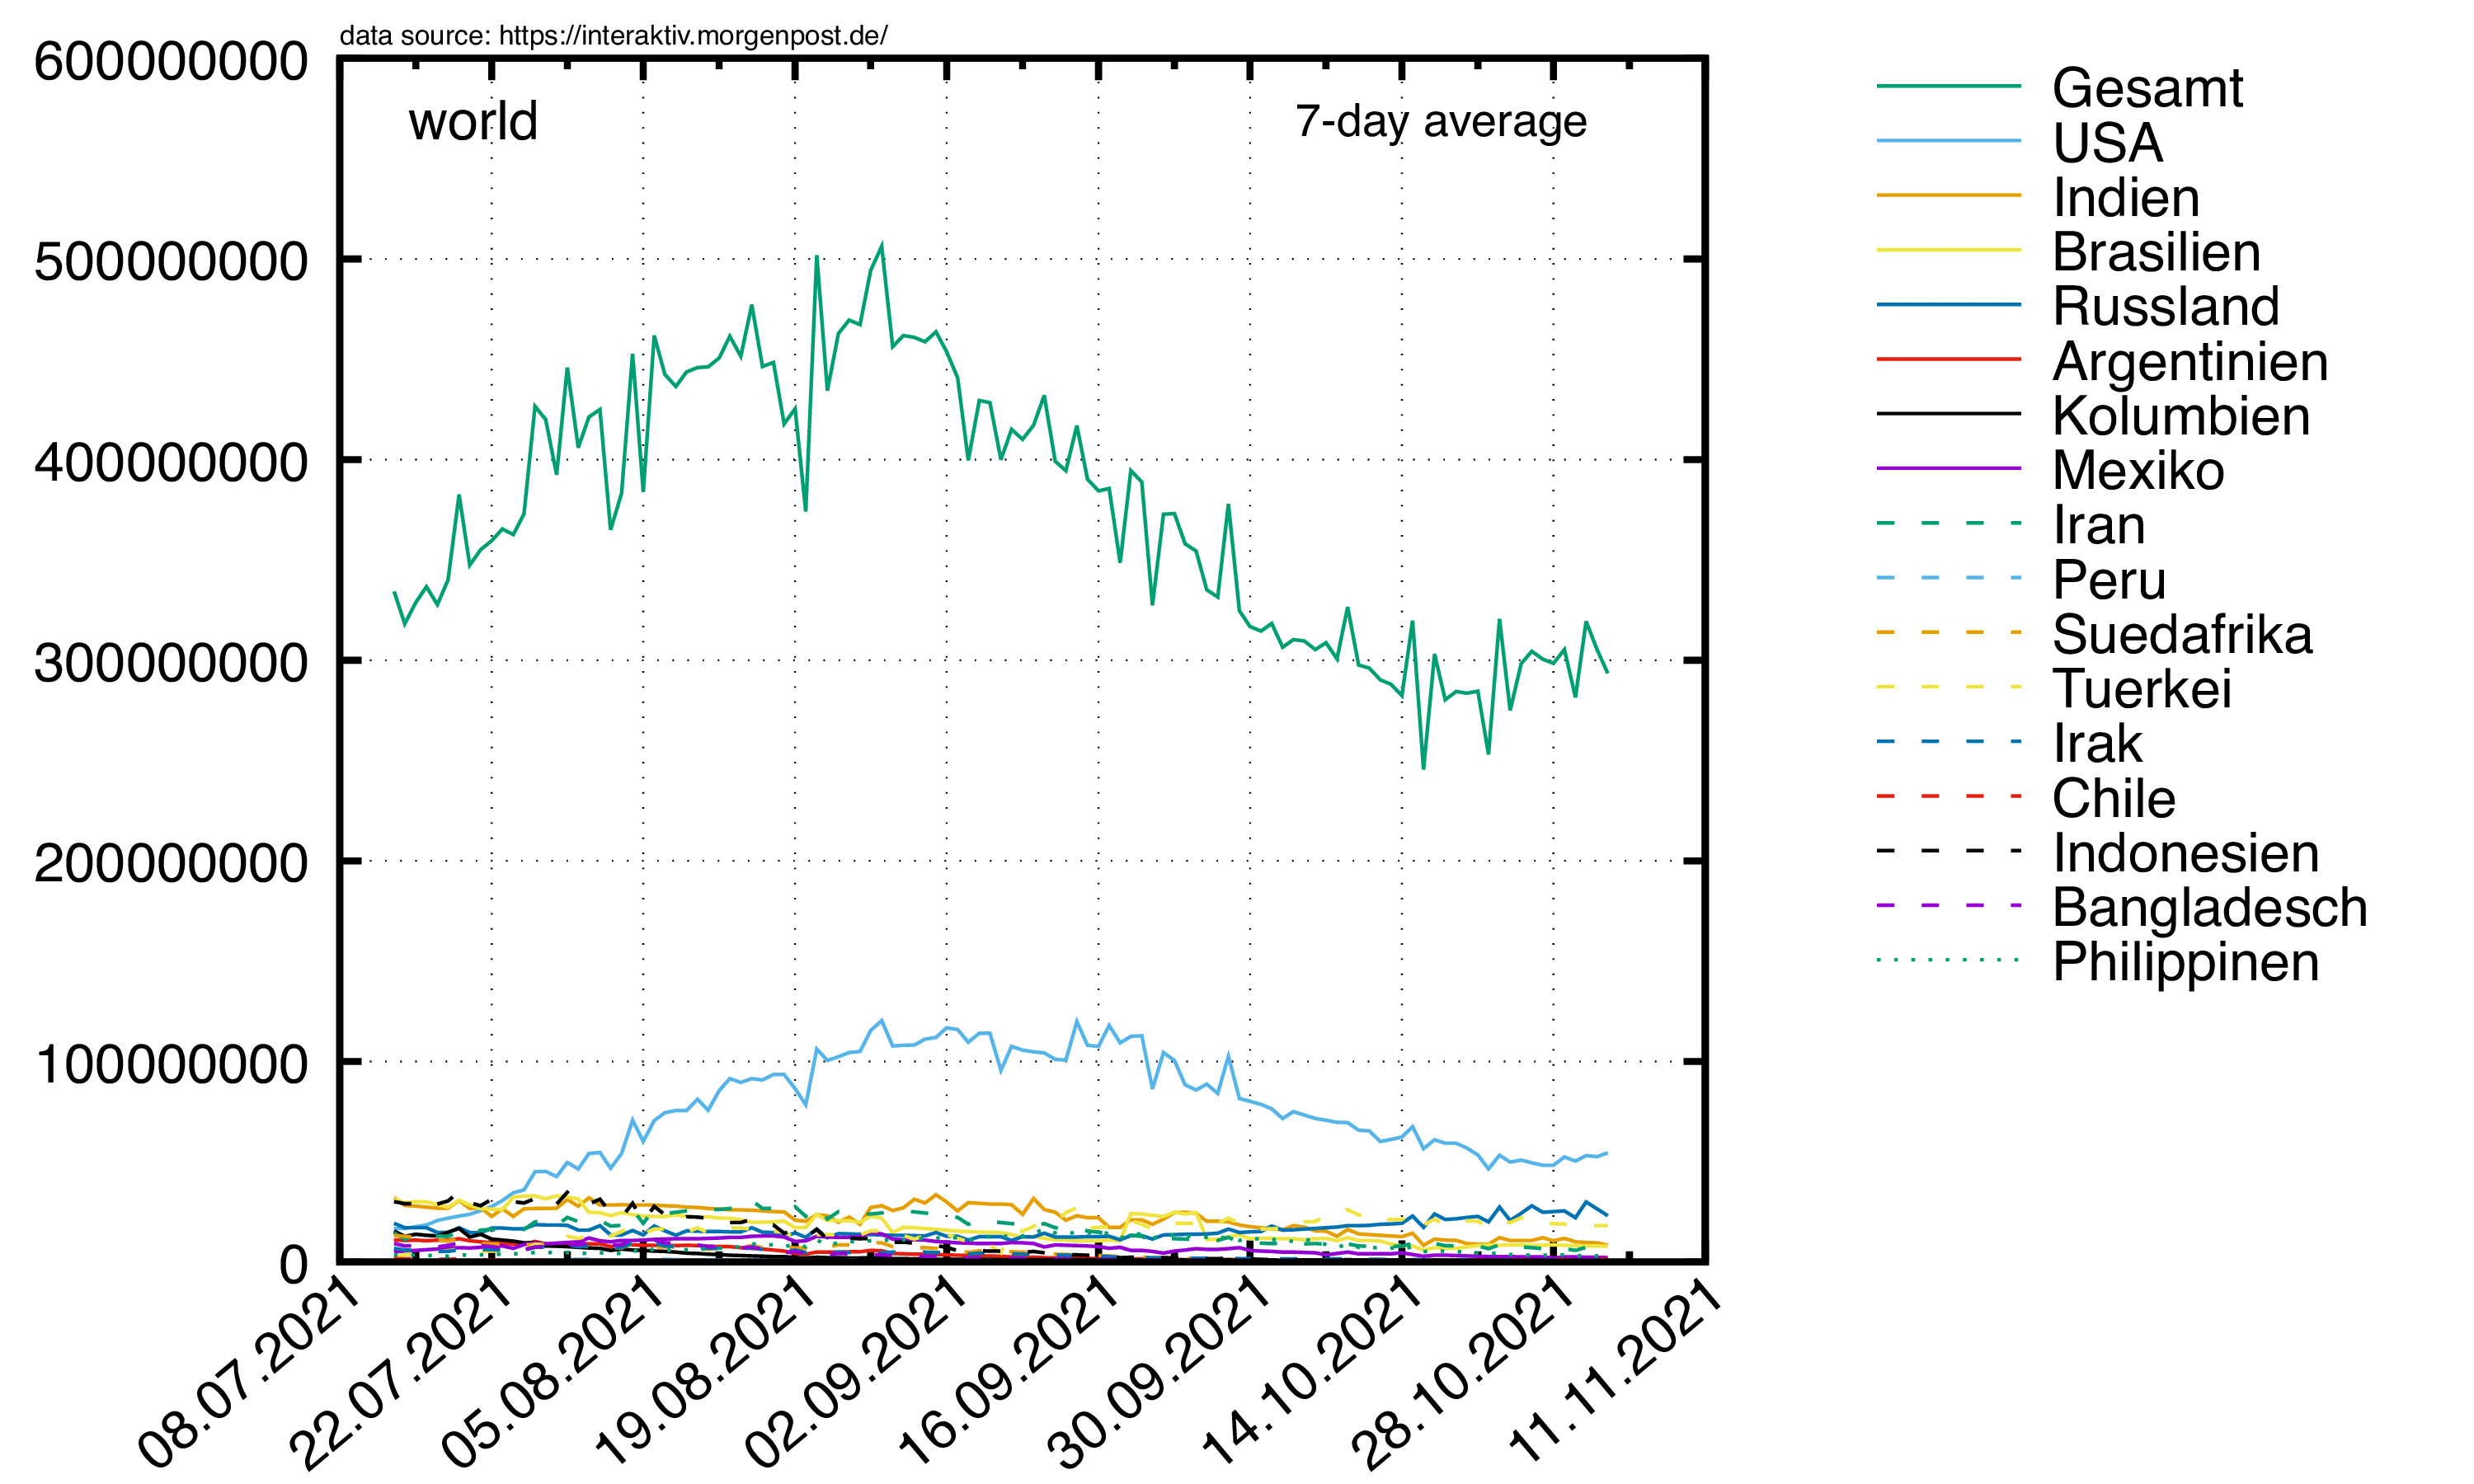 data source: https://interaktiv.morgenpost.de/
600000000
500000000
400000000
300000000
200000000
100000000
0
world
7-day average
08.07.2021
22.07.2021
05.08.2021
19.08.2021
02.09.2021
16.09.2021
30.09.2021
14.10.2021
28.10.2021
11.11.2021
Gesamt
USA
Indien
Brasilien
Russland
Argentinien
Kolumbien
Mexiko
Iran
Peru
Suedafrika
Tuerkei
Irak
Chile
Indonesien
Bangladesch
Philippinen